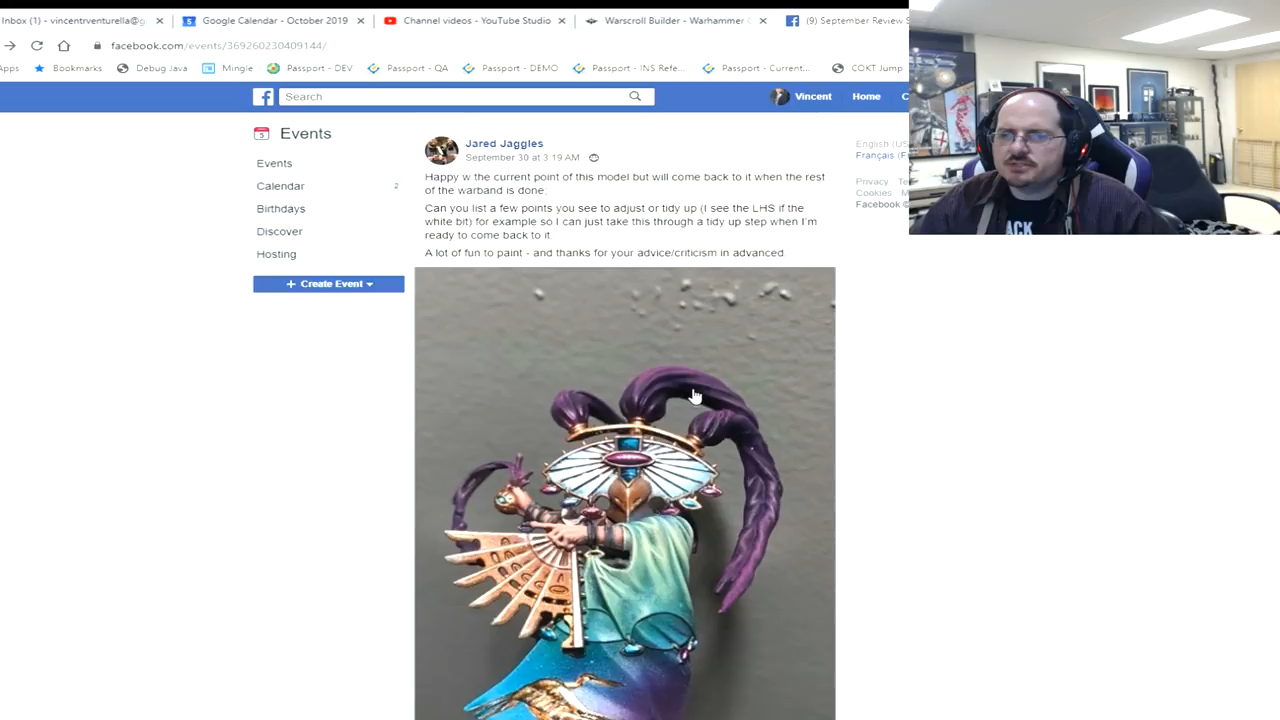 Inbox (1) - vincentrventurella@g
Google Calendar - October 2019
Channel videos - YouTube Studio
Warscroll Builder - Warhammer
(9) September Review S
facebook.com/events/369260230409144/
Apps
Bookmarks
Debug Java
Mingle
Passport - DEV
Passport - QA
Passport - DEMO
Passport - INS Refe...
Passport - Current...
COKT Jump
Search
Vincent
Home
Events
Events
Calendar 2
Birthdays
Discover
Hosting
+ Create Event
Jared Jaggles
September 30 at 3:19 AM
Happy w the current point of this model but will come back to it when the rest
of the warband is done.
Can you list a few points you see to adjust or tidy up (I see the LHS if the
white bit) for example so I can just take this through a tidy up step when I'm
ready to come back to it
A lot of fun to paint - and thanks for your advice/criticism in advanced.
English (US
Français (F
Privacy Te
Cookies M
Facebook ©